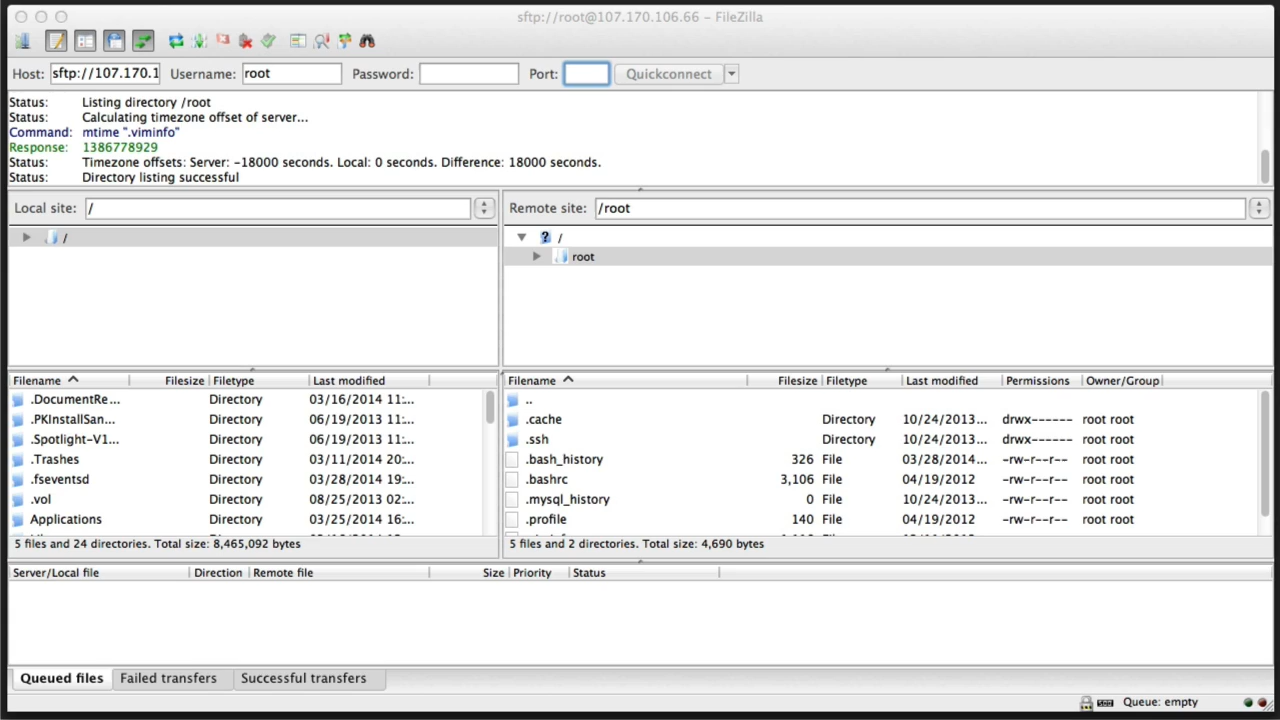 sftp://root@107.170.106.66 - FileZilla
Host: sftp://107.170.1 Username: root Password: Port: Quickconnect
Status: Listing directory /root
Status: Calculating timezone offset of server...
Command: mtime ".viminfo"
Response: 1386778929
Status: Timezone offsets: Server: -18000 seconds. Local: 0 seconds. Difference: 18000 seconds.
Status: Directory listing successful
Local site: /
/
Remote site: /root
? /
root
Filename Filesize Filetype Last modified
.DocumentRe... Directory 03/16/2014 11:...
.PKInstallSan... Directory 06/19/2013 11:...
.Spotlight-V1... Directory 06/19/2013 11:...
.Trashes Directory 03/11/2014 20:...
.fseventsd Directory 03/28/2014 19:...
.vol Directory 08/25/2013 02:...
Applications Directory 03/25/2014 16:...
5 files and 24 directories. Total size: 8,465,092 bytes
Filename Filesize Filetype Last modified Permissions Owner/Group
..
.cache Directory 10/24/2013... drwx------ root root
.ssh Directory 10/24/2013... drwx------ root root
.bash_history 326 File 03/28/2014... -rw-r--r-- root root
.bashrc 3,106 File 04/19/2012 -rw-r--r-- root root
.mysql_history 0 File 10/24/2013... -rw-r--r-- root root
.profile 140 File 04/19/2012 -rw-r--r-- root root
5 files and 2 directories. Total size: 4,690 bytes
Server/Local file Direction Remote file Size Priority Status
Queued files Failed transfers Successful transfers
Queue: empty